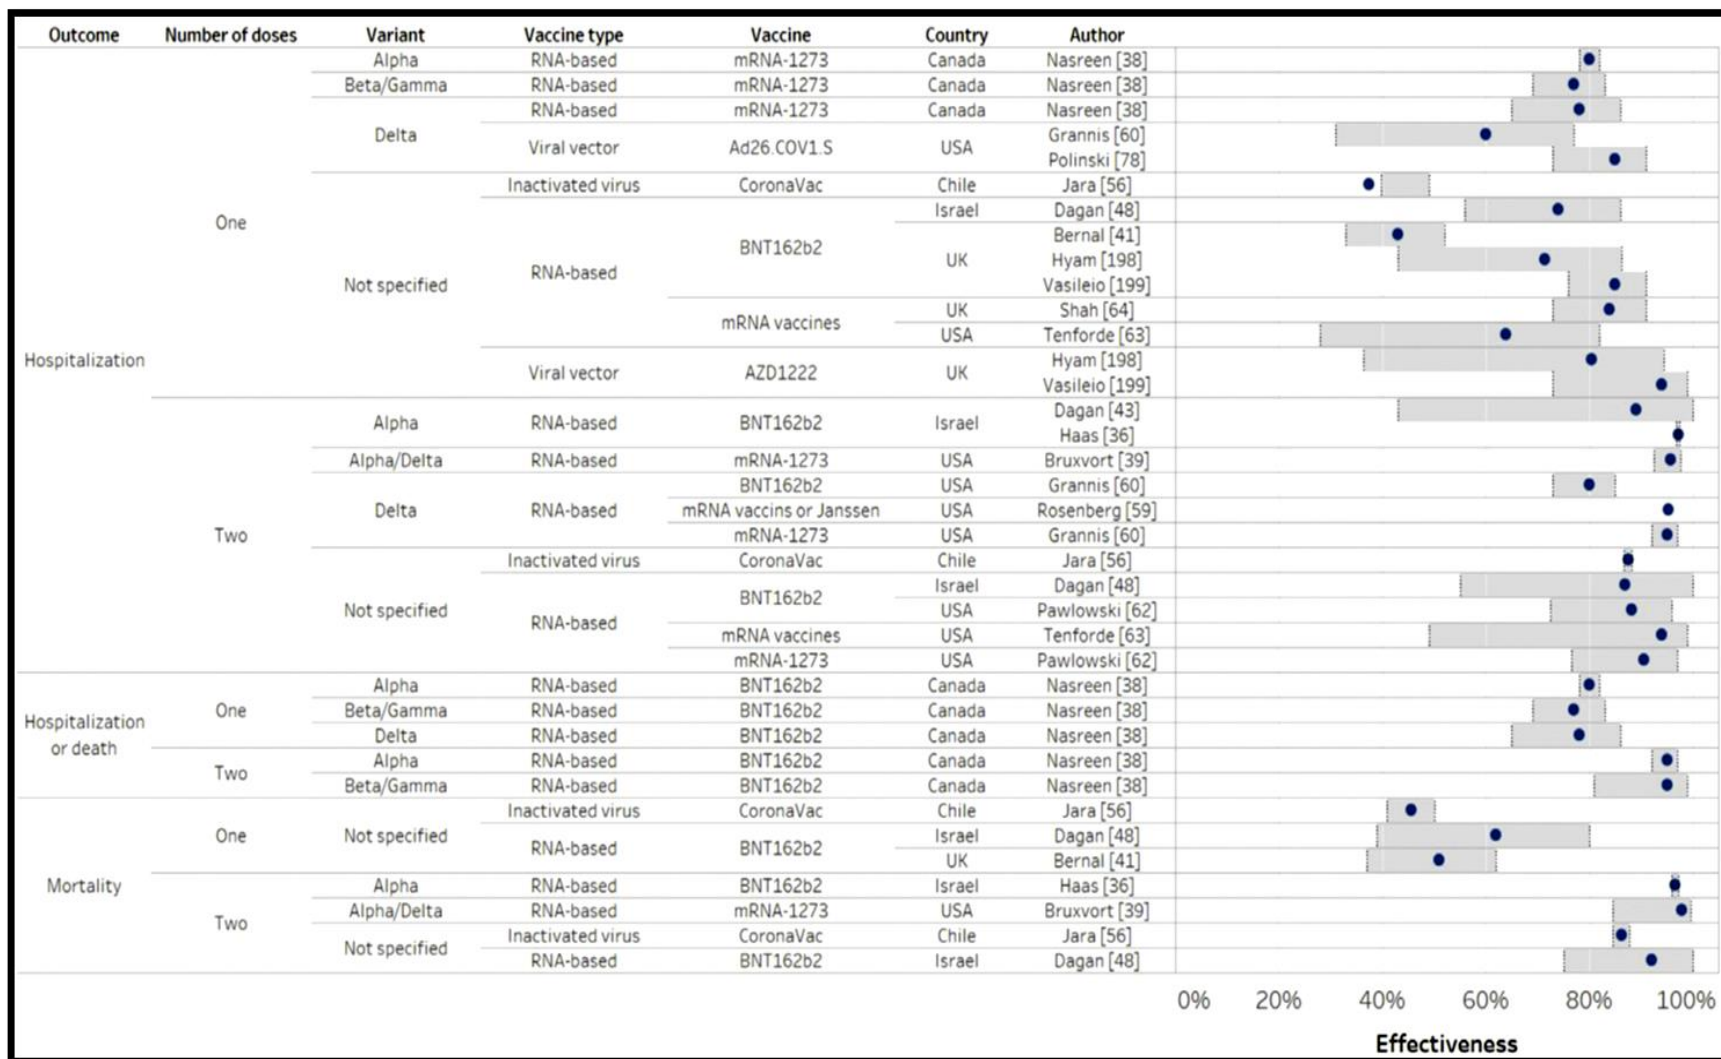 Outcome Number of doses Variant Vaccine type Vaccine Country Author
Alpha RNA-based mRNA-1273 Canada Nasreen [38]
Beta/Gamma RNA-based mRNA-1273 Canada Nasreen [38]
RNA-based mRNA-1273 Canada Nasreen [38]
Delta Viral vector Ad26.COV1.S USA Grannis [60]
Polinski [78]
Inactivated virus CoronaVac Chile Jara [56]
One Israel Dagan [48]
BNT162b2 Bernal [41]
Not specified RNA-based UK Hyam [198]
Vasileio [199]
mRNA vaccines UK Shah [64]
USA Tenforde [63]
Hospitalization Viral vector AZD1222 UK Hyam [198]
Vasileio [199]
Alpha RNA-based BNT162b2 Israel Dagan [43]
Haas [36]
Alpha/Delta RNA-based mRNA-1273 USA Bruxvort [39]
BNT162b2 USA Grannis [60]
Delta RNA-based mRNA vaccins or Janssen USA Rosenberg [59]
Two mRNA-1273 USA Grannis [60]
Inactivated virus CoronaVac Chile Jara [56]
Not specified BNT162b2 Israel Dagan [48]
RNA-based USA Pawlowski [62]
mRNA vaccines USA Tenforde [63]
mRNA-1273 USA Pawlowski [62]
Alpha RNA-based BNT162b2 Canada Nasreen [38]
Hospitalization One Beta/Gamma RNA-based BNT162b2 Canada Nasreen [38]
or death Delta RNA-based BNT162b2 Canada Nasreen [38]
Two Alpha RNA-based BNT162b2 Canada Nasreen [38]
Beta/Gamma RNA-based BNT162b2 Canada Nasreen [38]
Inactivated virus CoronaVac Chile Jara [56]
One Not specified RNA-based BNT162b2 Israel Dagan [48]
UK Bernal [41]
Mortality Alpha RNA-based BNT162b2 Israel Haas [36]
Two Alpha/Delta RNA-based mRNA-1273 USA Bruxvort [39]
Not specified Inactivated virus CoronaVac Chile Jara [56]
RNA-based BNT162b2 Israel Dagan [48]
0% 20% 40% 60% 80% 100%
Effectiveness